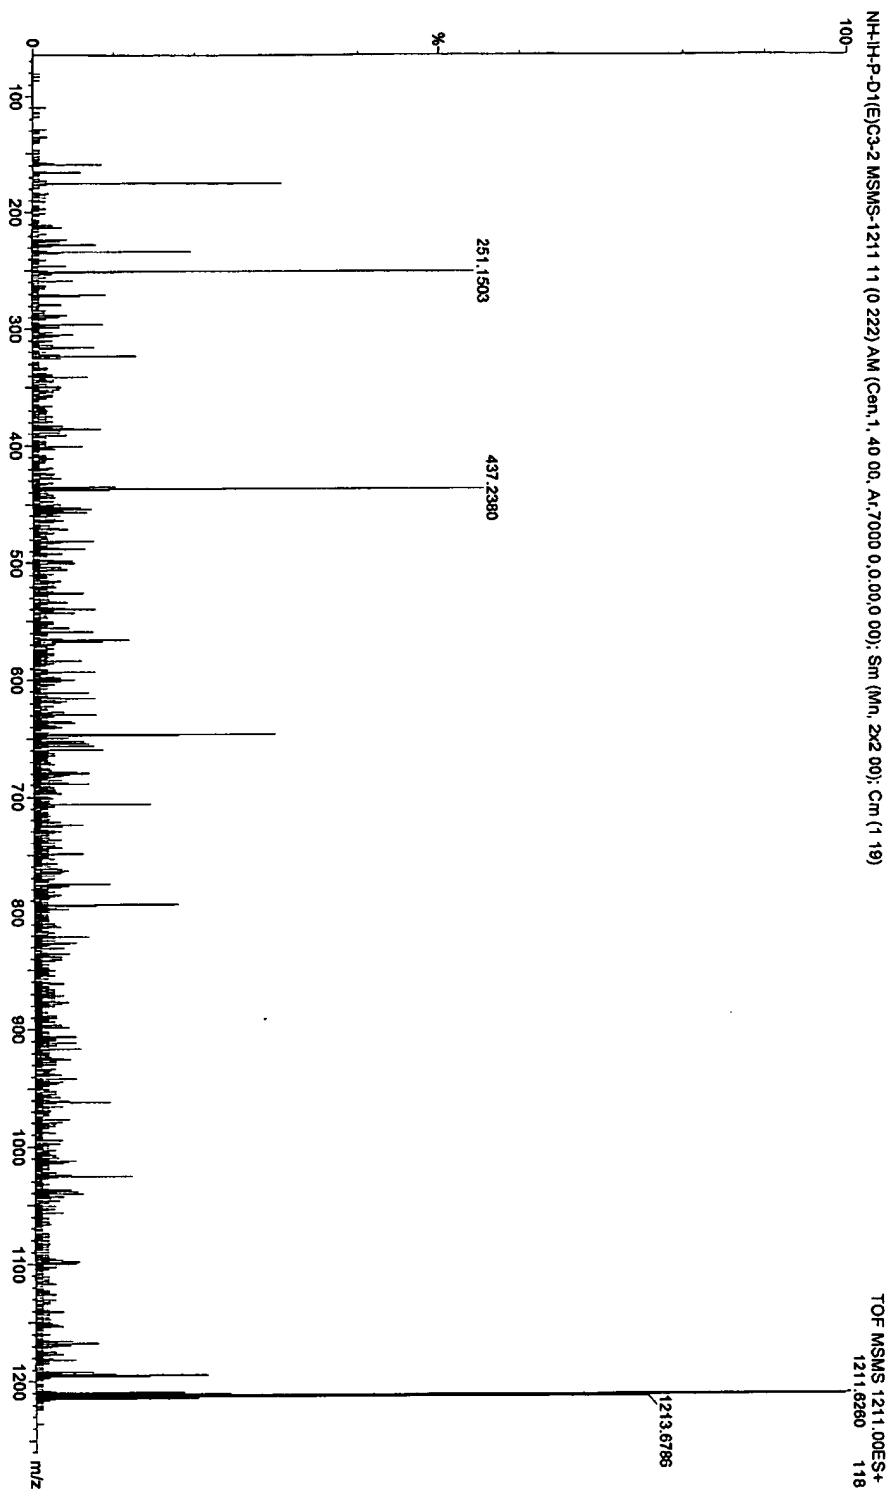 NH-IH-P-D1(E)C3-2 MSMS-1211 11 (0 222) AM (Cen,1, 40 00, Ar,7000 0,0.00,0 00); Sm (Mn, 2x2 00); Cm (1 19)
TOF MSMS 1211.00ES+
1211.6260 118
100
1213.6786
437.2380
251.1503
%
0
100 200 300 400 500 600 700 800 900 1000 1100 1200 m/z